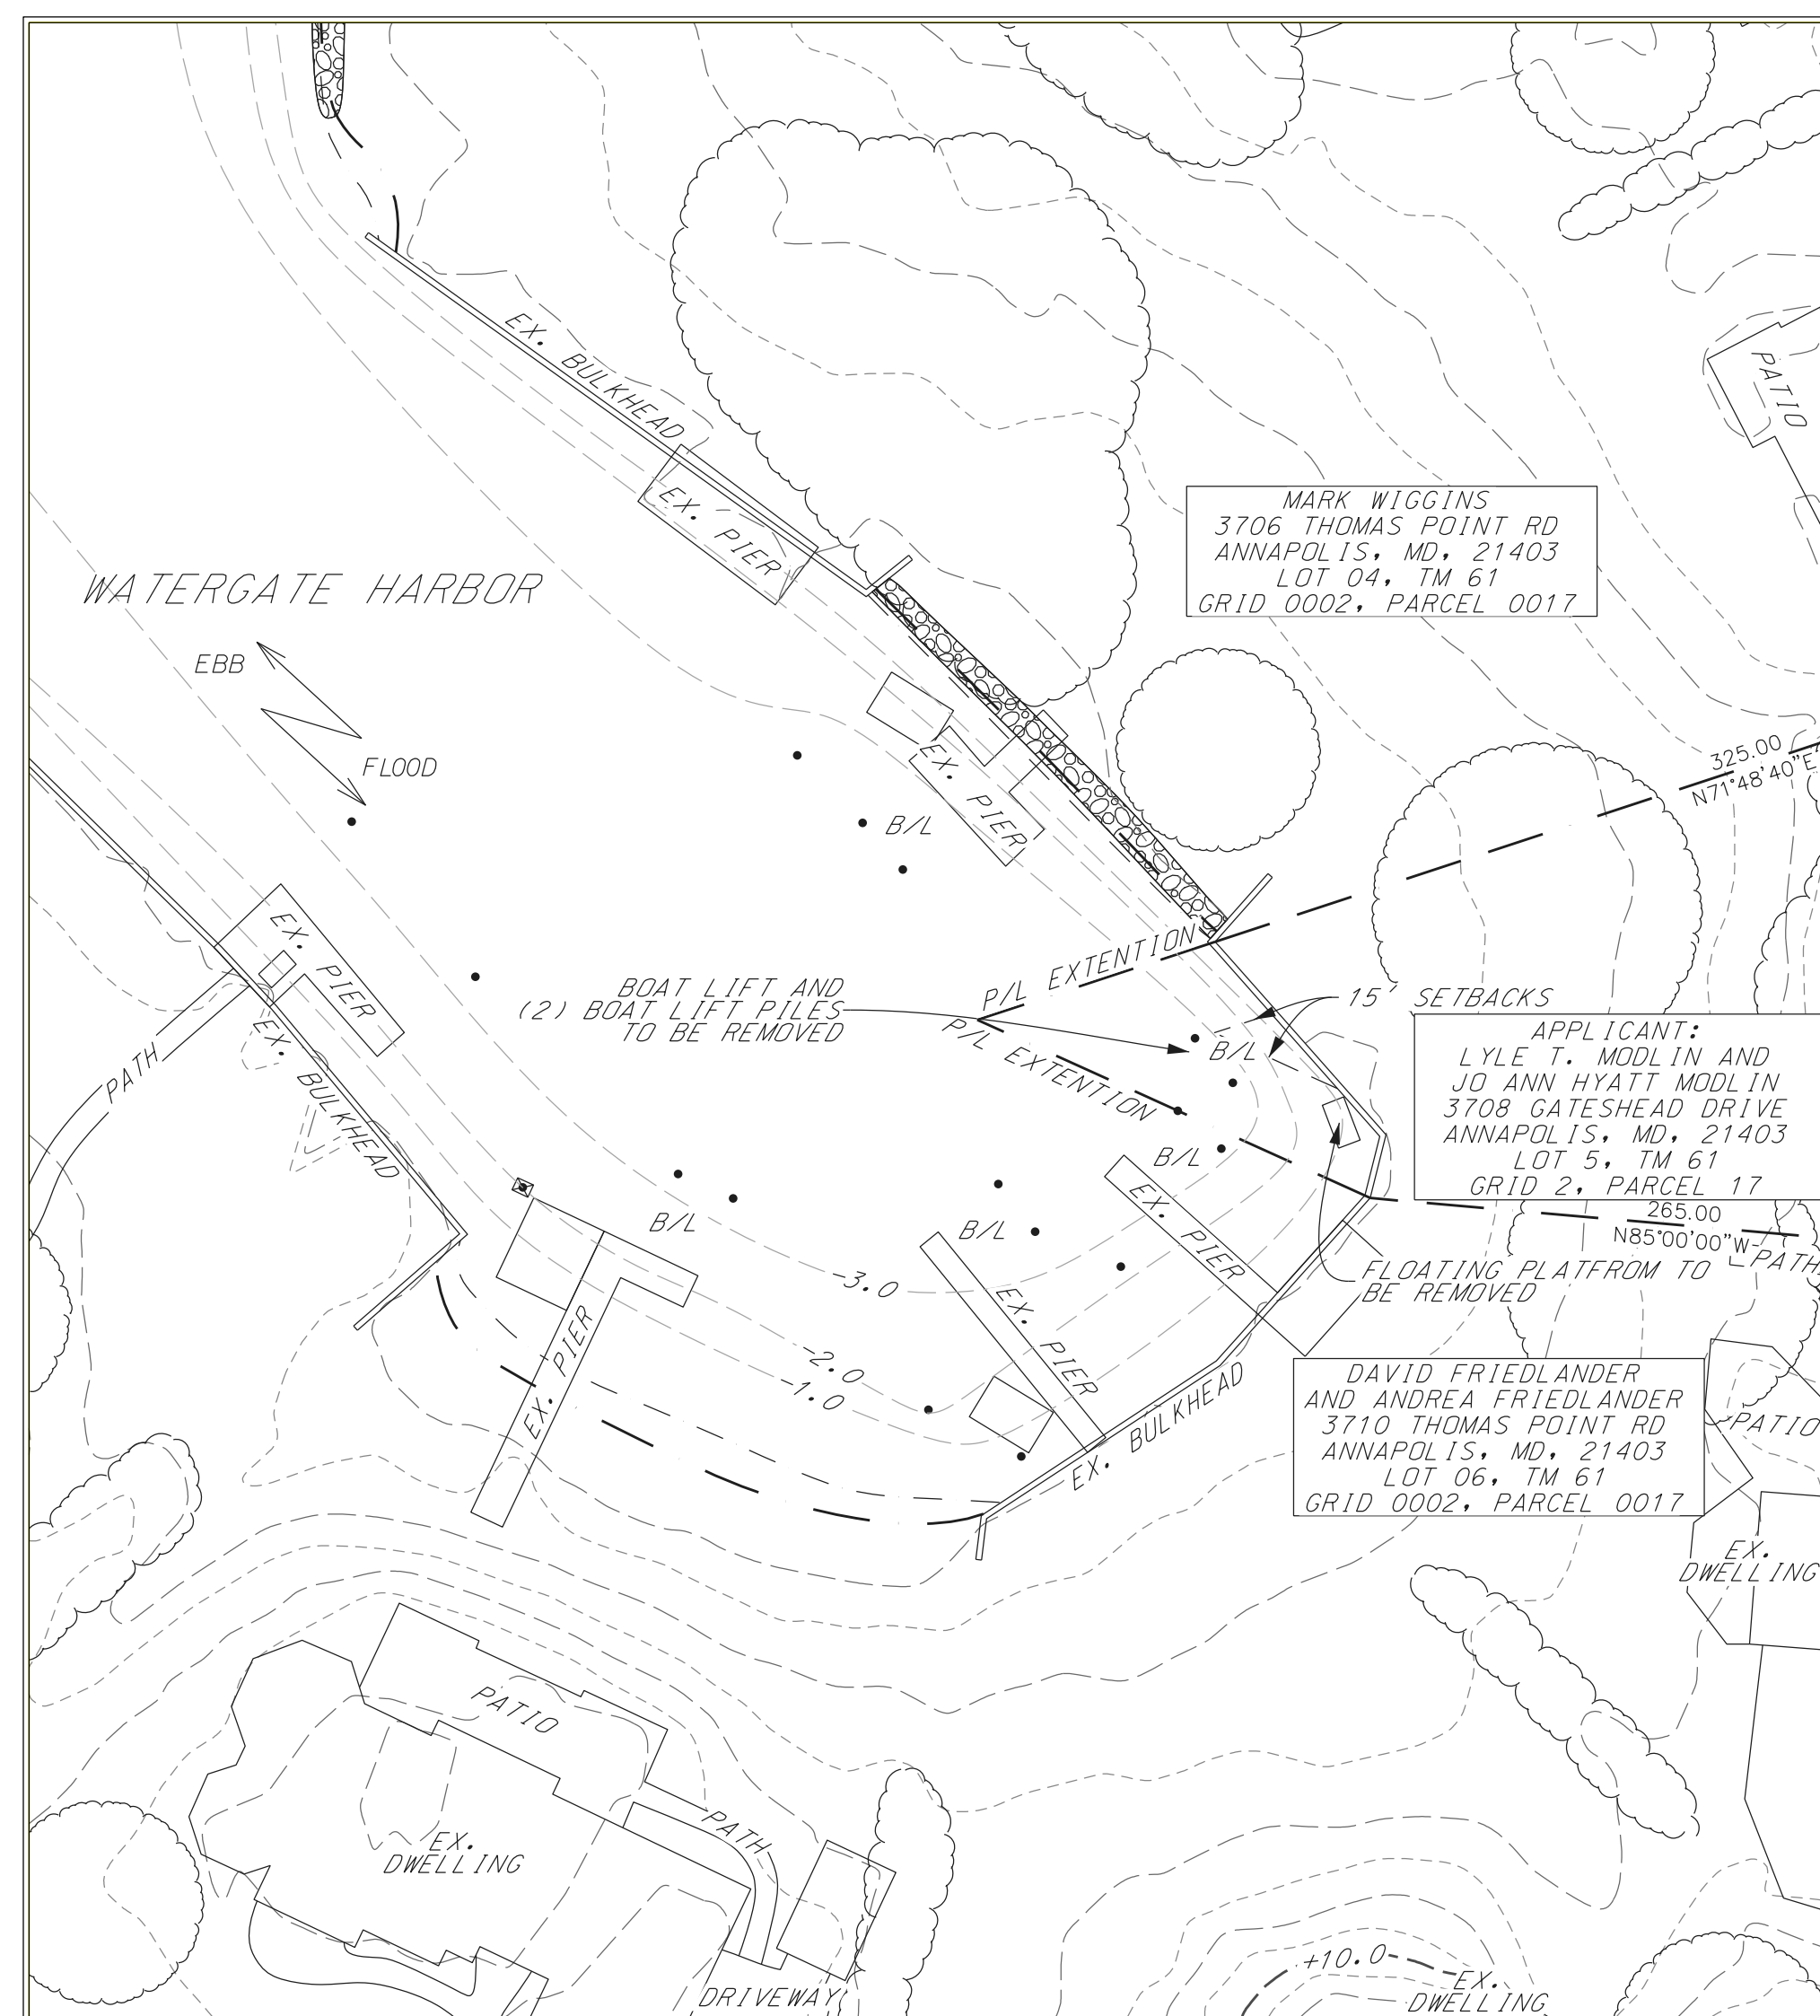 EX. BULKHEAD
PATIO
EX. PIER
MARK WIGGINS
3706 THOMAS POINT RD
ANNAPOLIS, MD, 21403
LOT 04, TM 61
GRID 0002, PARCEL 0017
WATERGATE HARBOR
EBB
FLOOD
325.00
N71°48'40"E
EX. PIER
B/L
EX. PIER
P/L EXTENTION
BOAT LIFT AND
(2) BOAT LIFT PILES
TO BE REMOVED
15' SETBACKS
P/L EXTENTION
B/L
APPLICANT:
LYLE T. MODLIN AND
JO ANN HYATT MODLIN
3708 GATESHEAD DRIVE
ANNAPOLIS, MD, 21403
LOT 5, TM 61
GRID 2, PARCEL 17
PATH
EX. BULKHEAD
B/L
B/L
B/L
265.00
N85°00'00"W
PATH
EX. PIER
FLOATING PLATFROM TO
BE REMOVED
-3.0
EX. PIER
EX. PIER
-2.0
-1.0
EX. BULKHEAD
DAVID FRIEDLANDER
AND ANDREA FRIEDLANDER
3710 THOMAS POINT RD
ANNAPOLIS, MD, 21403
LOT 06, TM 61
GRID 0002, PARCEL 0017
PATIO
EX.
DWELLING
PATIO
PATH
EX.
DWELLING
DRIVEWAY
+10.0
EX.
DWELLING